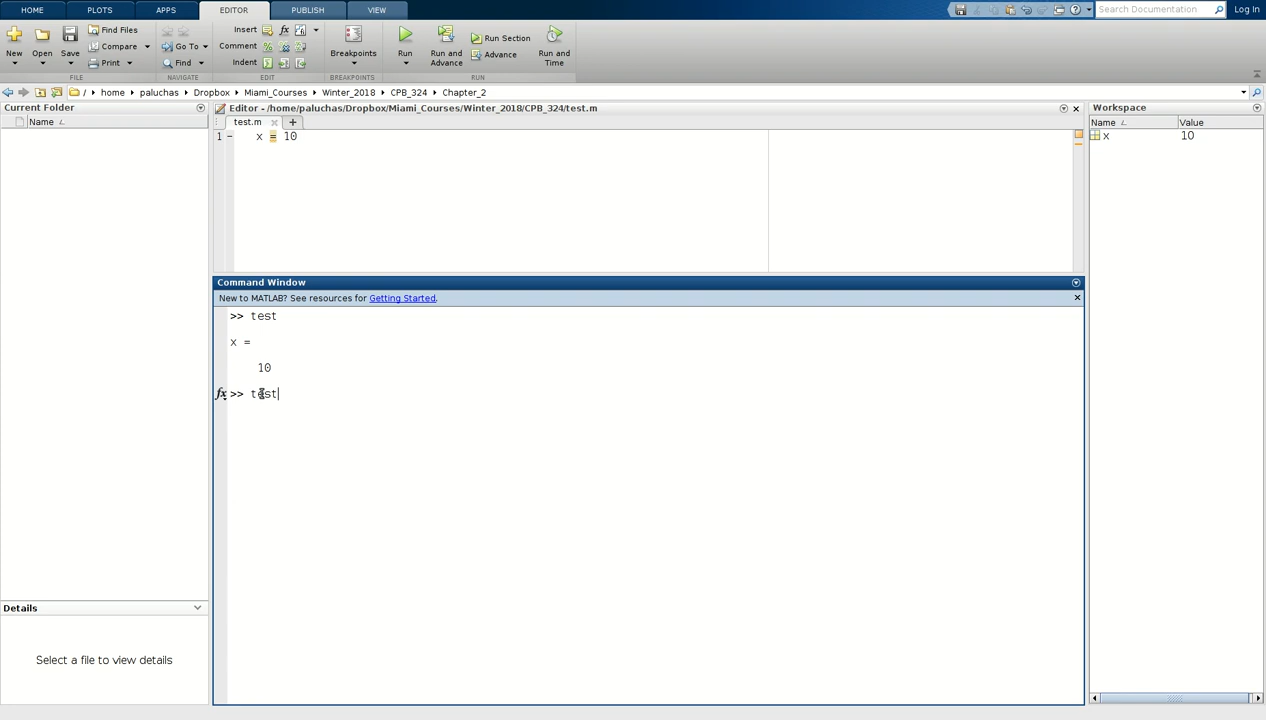 HOME PLOTS APPS EDITOR PUBLISH VIEW Search Documentation Log In
New Open Save Find Files Compare Print Go To Find Insert fx Comment Indent Breakpoints Run Run and Advance Run Section Advance Run and Time
FILE NAVIGATE EDIT BREAKPOINTS RUN
/ home paluchas Dropbox Miami_Courses Winter_2018 CPB_324 Chapter_2
Current Folder
Name
Editor - /home/paluchas/Dropbox/Miami_Courses/Winter_2018/CPB_324/test.m
test.m +
1 - x = 10
Command Window
New to MATLAB? See resources for Getting Started.
>> test
x =
10
fx >> test
Workspace
Name Value
x 10
Details
Select a file to view details